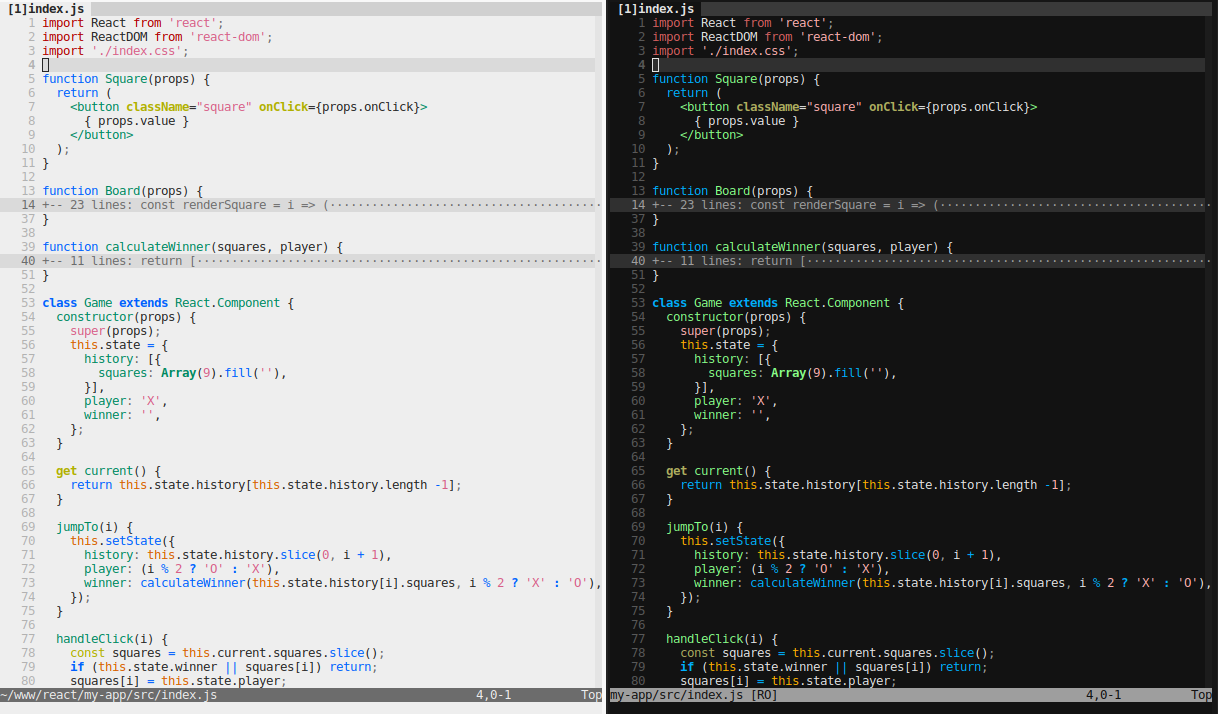 [1]index.js
1 import React from 'react';
2 import ReactDOM from 'react-dom';
3 import './index.css';
4
5 function Square(props) {
6   return (
7     <button className="square" onClick={props.onClick}>
8       { props.value }
9     </button>
10   );
11 }
12
13 function Board(props) {
14 +-- 23 lines: const renderSquare = i => (·······································
37 }
38
39 function calculateWinner(squares, player) {
40 +-- 11 lines: return [··························································
51 }
52
53 class Game extends React.Component {
54   constructor(props) {
55     super(props);
56     this.state = {
57       history: [{
58         squares: Array(9).fill(''),
59       }],
60       player: 'X',
61       winner: '',
62     };
63   }
64
65   get current() {
66     return this.state.history[this.state.history.length -1];
67   }
68
69   jumpTo(i) {
70     this.setState({
71       history: this.state.history.slice(0, i + 1),
72       player: (i % 2 ? 'O' : 'X'),
73       winner: calculateWinner(this.state.history[i].squares, i % 2 ? 'X' : 'O'),
74     });
75   }
76
77   handleClick(i) {
78     const squares = this.current.squares.slice();
79     if (this.state.winner || squares[i]) return;
80     squares[i] = this.state.player;
~/www/react/my-app/src/index.js 4,0-1 Top
[1]index.js
1 import React from 'react';
2 import ReactDOM from 'react-dom';
3 import './index.css';
4
5 function Square(props) {
6   return (
7     <button className="square" onClick={props.onClick}>
8       { props.value }
9     </button>
10   );
11 }
12
13 function Board(props) {
14 +-- 23 lines: const renderSquare = i => (·······································
37 }
38
39 function calculateWinner(squares, player) {
40 +-- 11 lines: return [··························································
51 }
52
53 class Game extends React.Component {
54   constructor(props) {
55     super(props);
56     this.state = {
57       history: [{
58         squares: Array(9).fill(''),
59       }],
60       player: 'X',
61       winner: '',
62     };
63   }
64
65   get current() {
66     return this.state.history[this.state.history.length -1];
67   }
68
69   jumpTo(i) {
70     this.setState({
71       history: this.state.history.slice(0, i + 1),
72       player: (i % 2 ? 'O' : 'X'),
73       winner: calculateWinner(this.state.history[i].squares, i % 2 ? 'X' : 'O'),
74     });
75   }
76
77   handleClick(i) {
78     const squares = this.current.squares.slice();
79     if (this.state.winner || squares[i]) return;
80     squares[i] = this.state.player;
my-app/src/index.js [RO] 4,0-1 Top